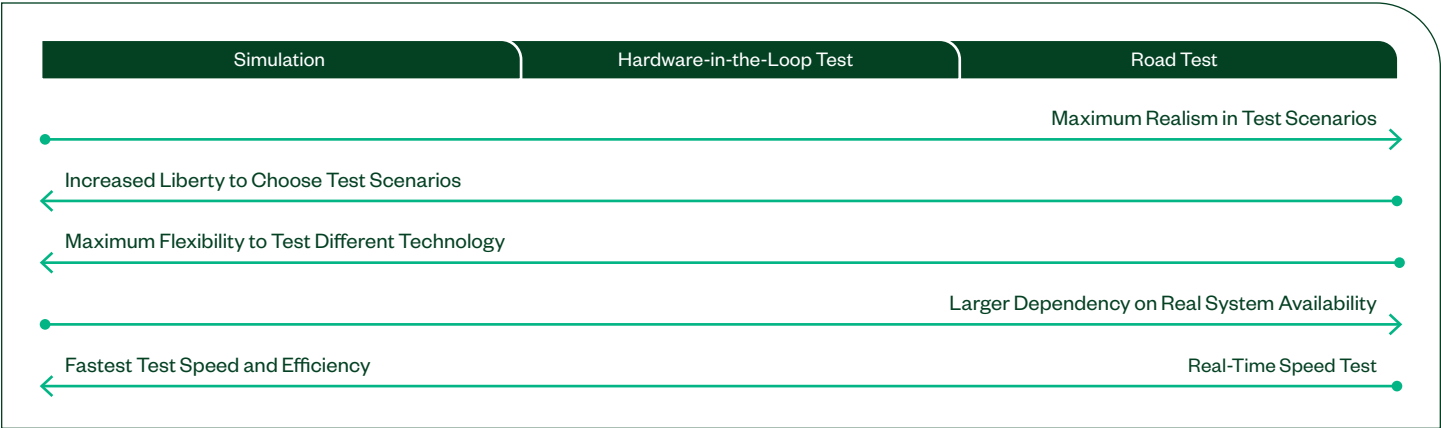 Simulation
Hardware-in-the-Loop Test
Road Test
Maximum Realism in Test Scenarios
Increased Liberty to Choose Test Scenarios
Maximum Flexibility to Test Different Technology
Larger Dependency on Real System Availability
Fastest Test Speed and Efficiency
Real-Time Speed Test